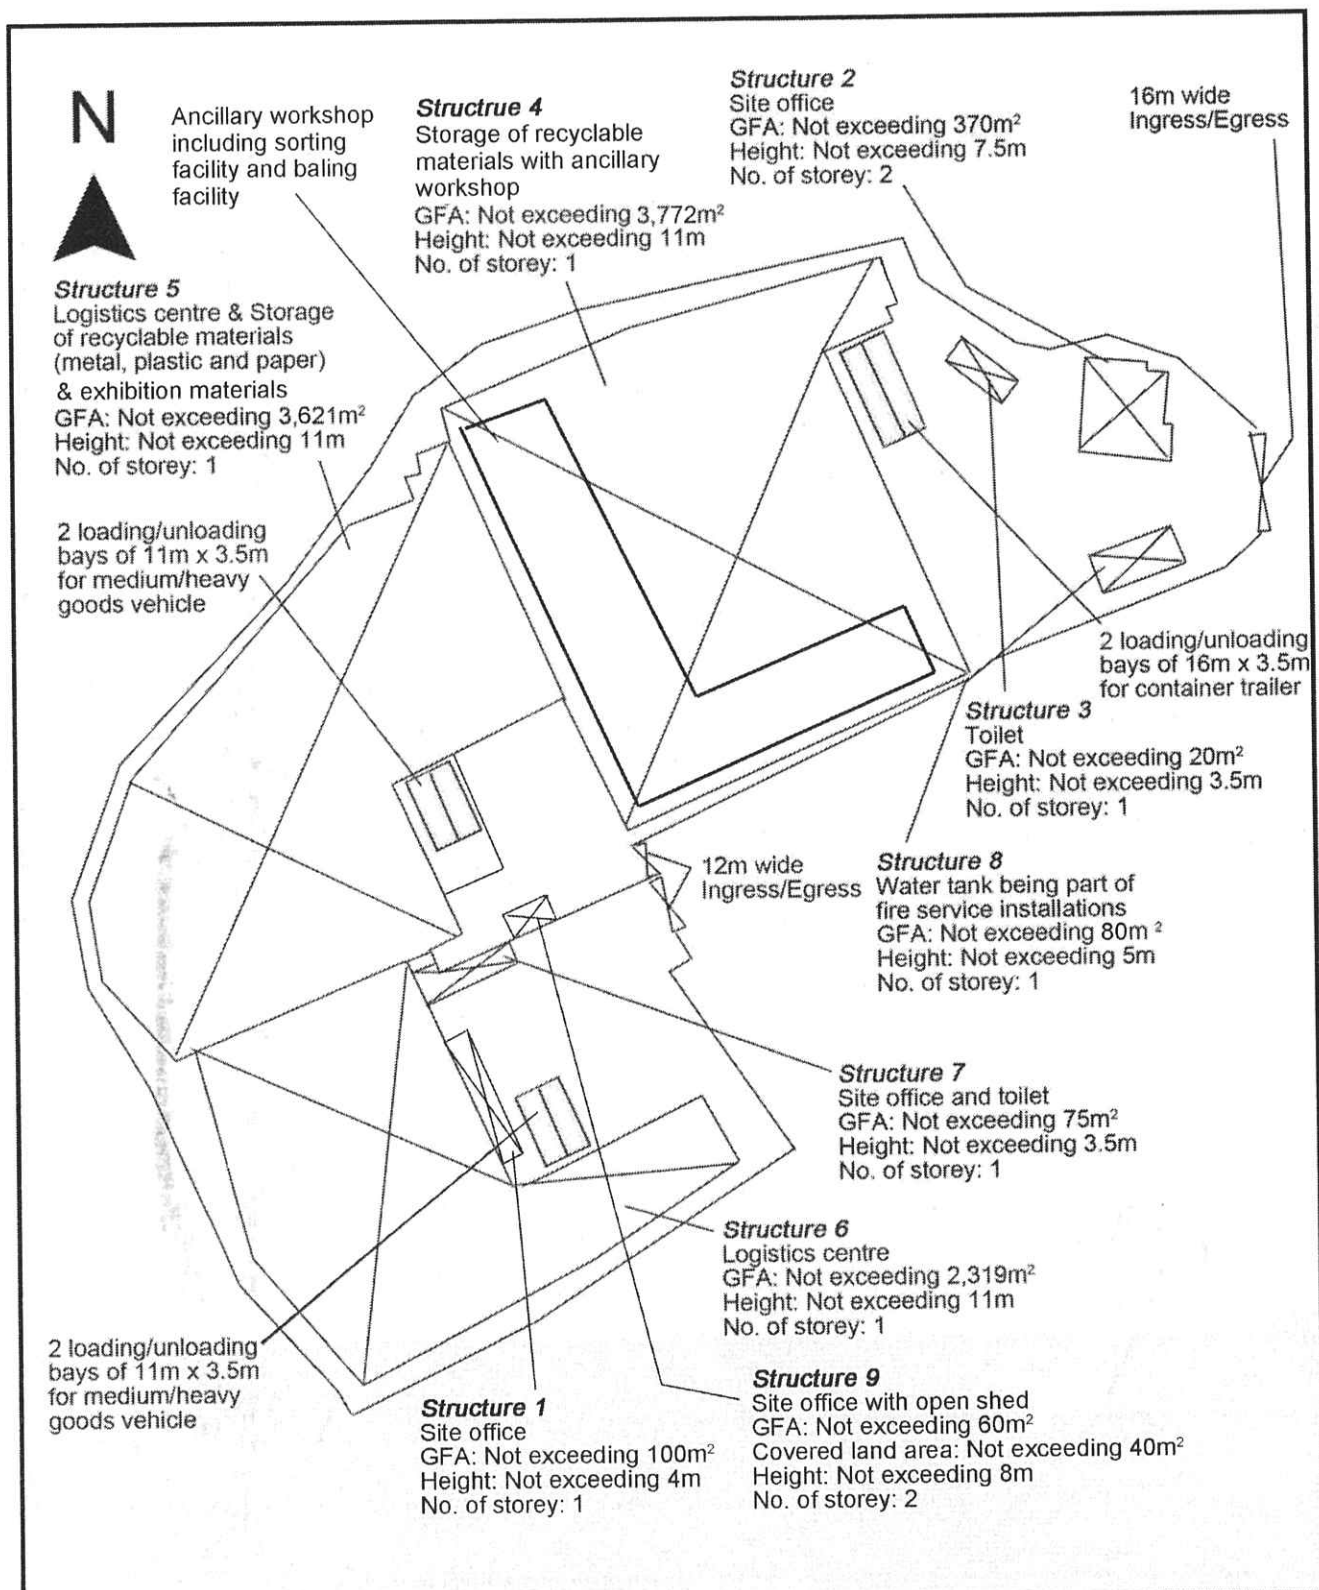 N
Ancillary workshop
including sorting
facility and baling
facility
Structrue 4
Storage of recyclable
materials with ancillary
workshop
GFA: Not exceeding 3,772m²
Height: Not exceeding 11m
No. of storey: 1
Structure 2
Site office
GFA: Not exceeding 370m²
Height: Not exceeding 7.5m
No. of storey: 2
16m wide
Ingress/Egress
Structure 5
Logistics centre & Storage
of recyclable materials
(metal, plastic and paper)
& exhibition materials
GFA: Not exceeding 3,621m²
Height: Not exceeding 11m
No. of storey: 1
2 loading/unloading
bays of 11m x 3.5m
for medium/heavy
goods vehicle
2 loading/unloading
bays of 16m x 3.5m
for container trailer
Structure 3
Toilet
GFA: Not exceeding 20m²
Height: Not exceeding 3.5m
No. of storey: 1
12m wide
Ingress/Egress
Structure 8
Water tank being part of
fire service installations
GFA: Not exceeding 80m ²
Height: Not exceeding 5m
No. of storey: 1
Structure 7
Site office and toilet
GFA: Not exceeding 75m²
Height: Not exceeding 3.5m
No. of storey: 1
Structure 6
Logistics centre
GFA: Not exceeding 2,319m²
Height: Not exceeding 11m
No. of storey: 1
2 loading/unloading
bays of 11m x 3.5m
for medium/heavy
goods vehicle
Structure 1
Site office
GFA: Not exceeding 100m²
Height: Not exceeding 4m
No. of storey: 1
Structure 9
Site office with open shed
GFA: Not exceeding 60m²
Covered land area: Not exceeding 40m²
Height: Not exceeding 8m
No. of storey: 2